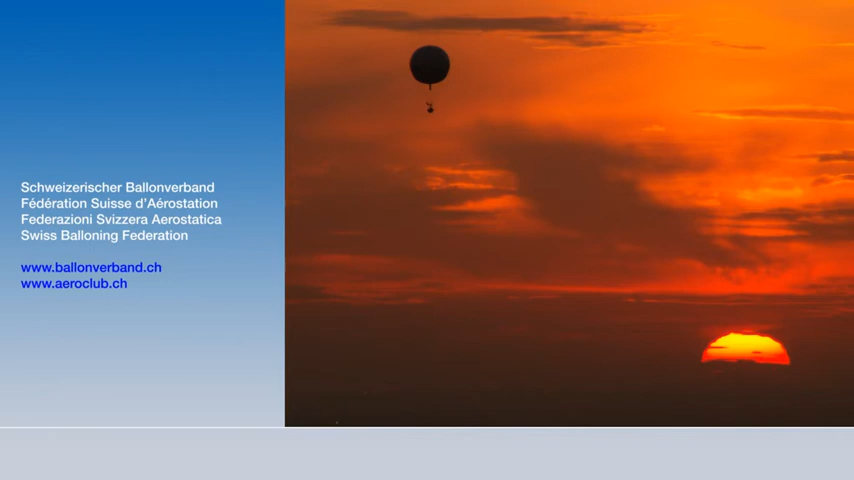 Schweizerischer Ballonverband
Fédération Suisse d'Aérostation
Federazioni Svizzera Aerostatica
Swiss Balloning Federation
www.ballonverband.ch
www.aeroclub.ch